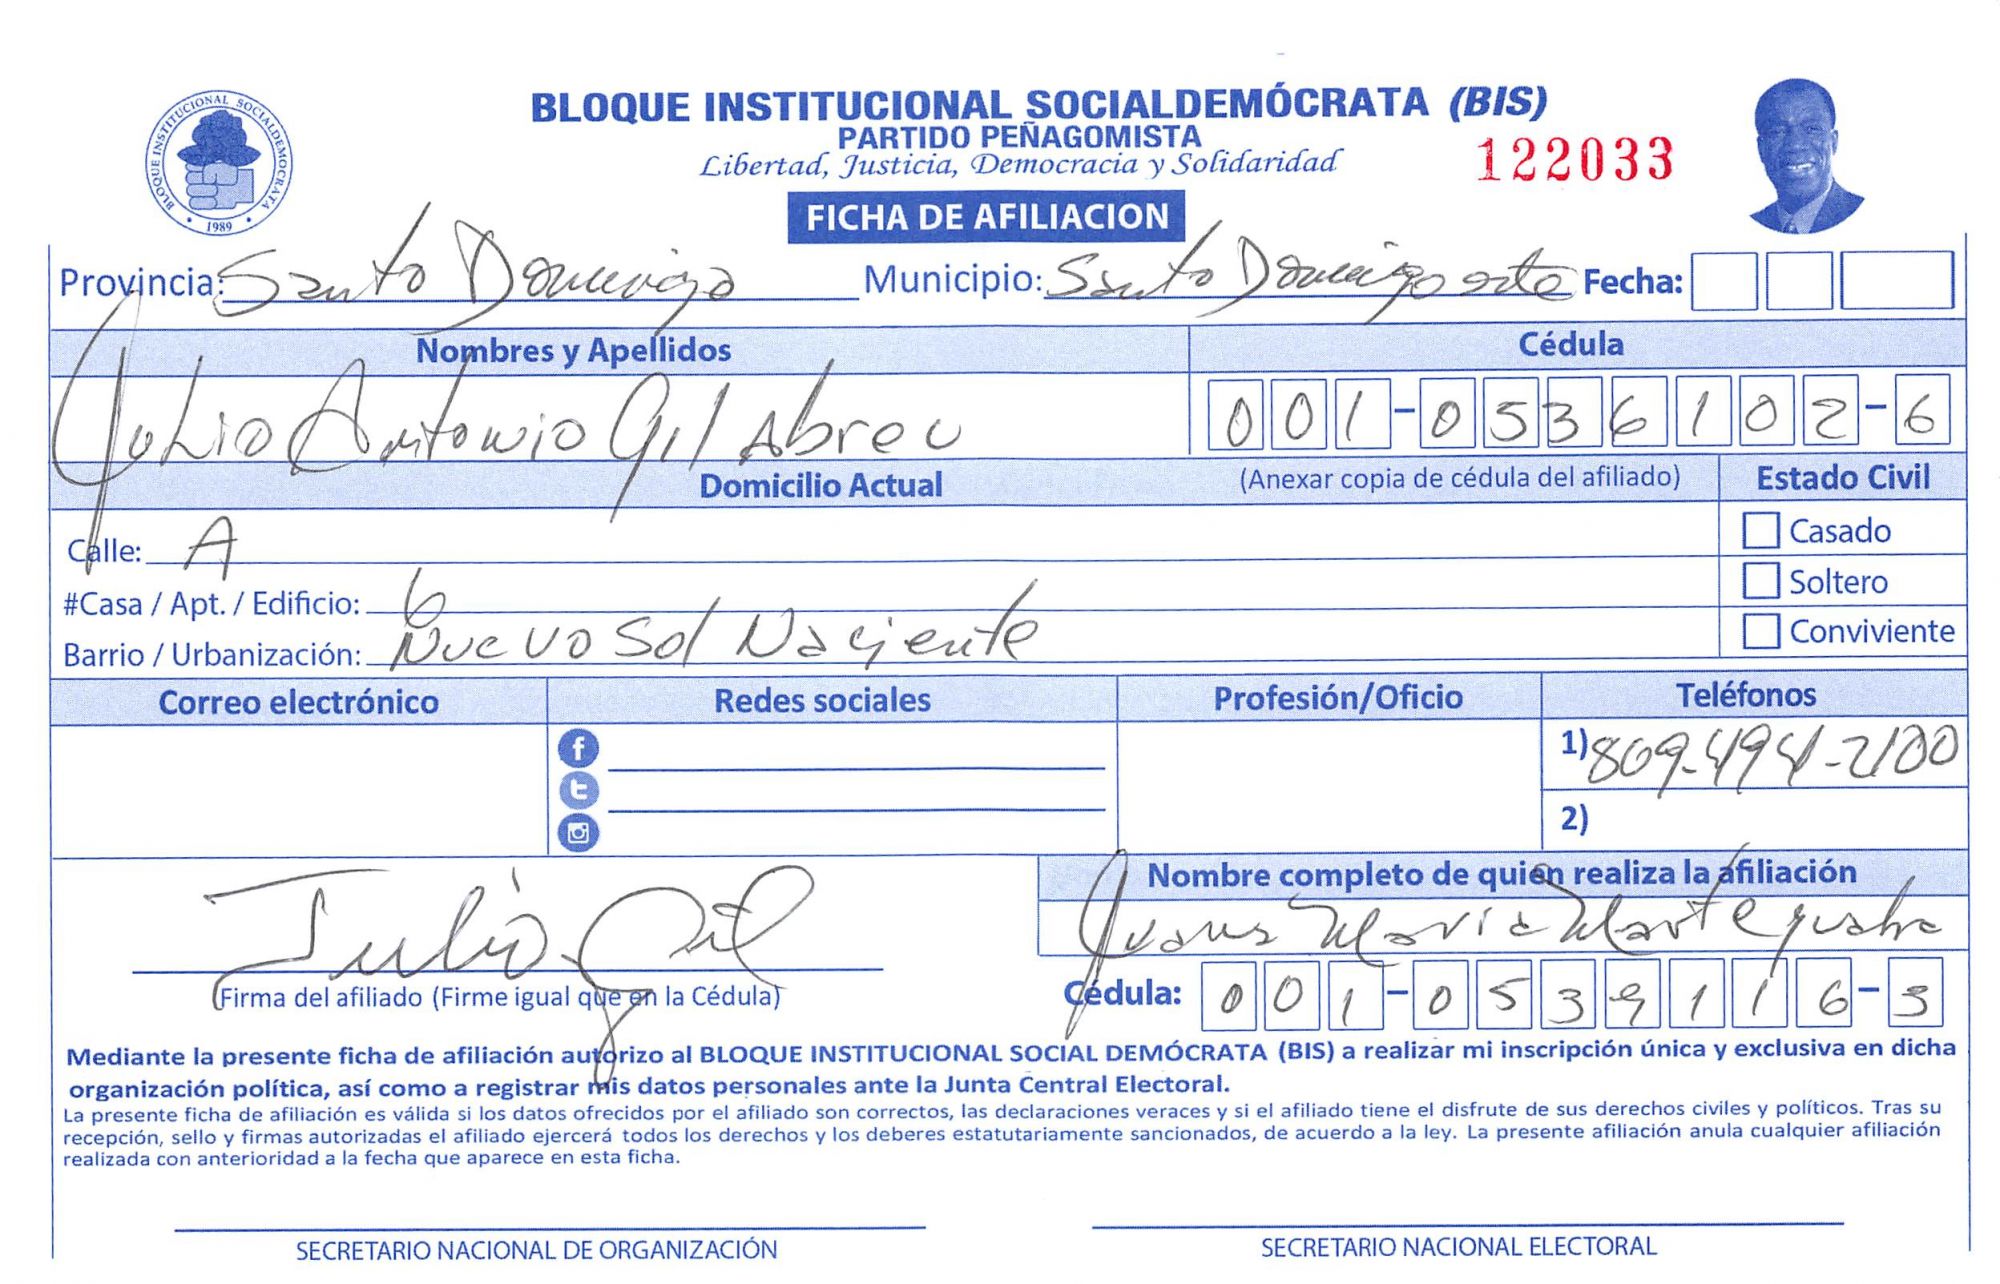 BLOQUE INSTITUCIONAL SOCIALDEMOCRATA
1989
BLOQUE INSTITUCIONAL SOCIALDEMÓCRATA (BIS)
PARTIDO PEÑAGOMISTA
Libertad, Justicia, Democracia y Solidaridad
122033
FICHA DE AFILIACION
Provincia: Santo Domingo Municipio: Santo Domingo este Fecha:
Nombres y Apellidos Cédula
Julio Antonio Gil Abreu 001-0536102-6
Domicilio Actual (Anexar copia de cédula del afiliado) Estado Civil
Calle: A Casado
#Casa / Apt. / Edificio: 6 Soltero
Barrio / Urbanización: Nuevo Sol Naciente Conviviente
Correo electrónico Redes sociales Profesión/Oficio Teléfonos
1) 809-494-2100
2)
Nombre completo de quien realiza la afiliación
Julio Gil Juana Maria Marte
(Firma del afiliado (Firme igual que en la Cédula) Cédula: 001-0539116-3
Mediante la presente ficha de afiliación autorizo al BLOQUE INSTITUCIONAL SOCIAL DEMÓCRATA (BIS) a realizar mi inscripción única y exclusiva en dicha
organización política, así como a registrar mis datos personales ante la Junta Central Electoral.
La presente ficha de afiliación es válida si los datos ofrecidos por el afiliado son correctos, las declaraciones veraces y si el afiliado tiene el disfrute de sus derechos civiles y políticos. Tras su
recepción, sello y firmas autorizadas el afiliado ejercerá todos los derechos y los deberes estatutariamente sancionados, de acuerdo a la ley. La presente afiliación anula cualquier afiliación
realizada con anterioridad a la fecha que aparece en esta ficha.
SECRETARIO NACIONAL DE ORGANIZACIÓN SECRETARIO NACIONAL ELECTORAL